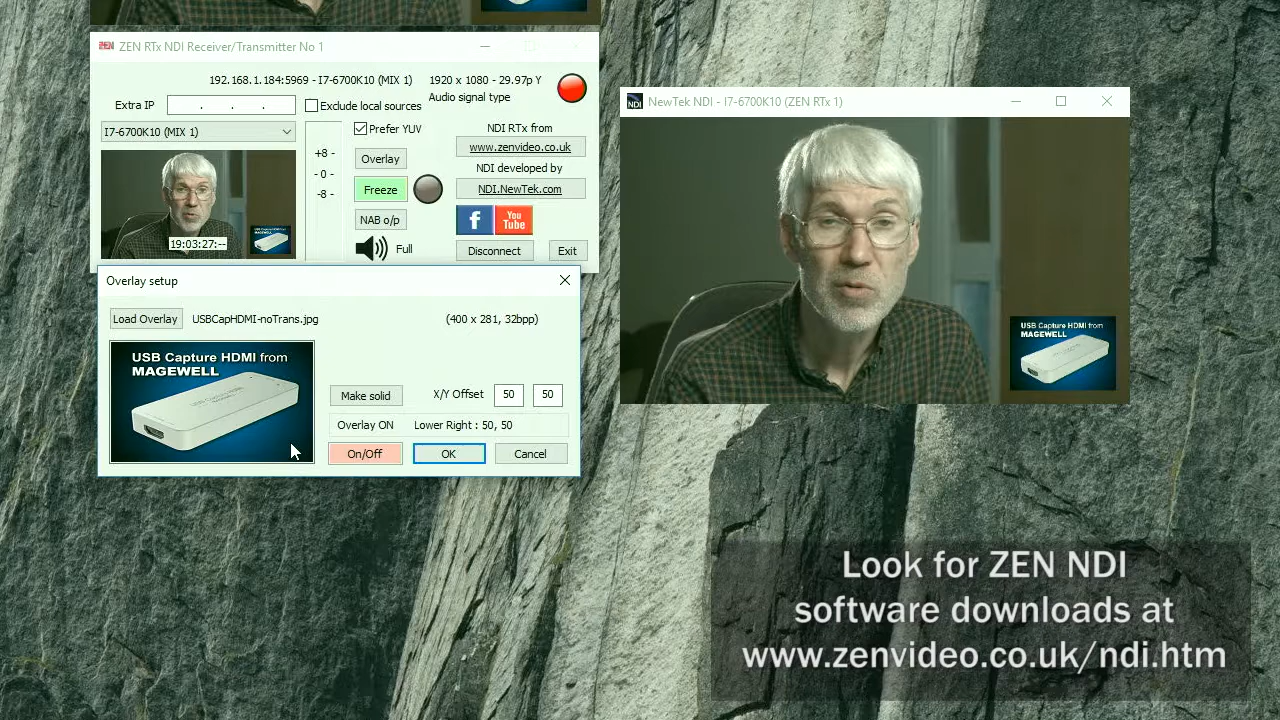 ZEN
ZEN RTx NDI Receiver/Transmitter No 1
192.168.1.184:5969 - I7-6700K10 (MIX 1)
1920 x 1080 - 29.97p Y
Audio signal type
Extra IP
. . .
Exclude local sources
I7-6700K10 (MIX 1)
Prefer YUV
+8 -
- 0 -
-8 -
Overlay
Freeze
NAB o/p
Full
NDI RTx from
www.zenvideo.co.uk
NDI developed by
NDI.NewTek.com
f
You
Tube
Disconnect
Exit
19:03:27:--
Overlay setup
Load Overlay
USBCapHDMI-noTrans.jpg
(400 x 281, 32bpp)
USB Capture HDMI from
MAGEWELL
Make solid
X/Y Offset
50
50
Overlay ON
Lower Right : 50, 50
On/Off
OK
Cancel
NDI
NewTek NDI - I7-6700K10 (ZEN RTx 1)
USB Capture HDMI from
MAGEWELL
Look for ZEN NDI
software downloads at
www.zenvideo.co.uk/ndi.htm